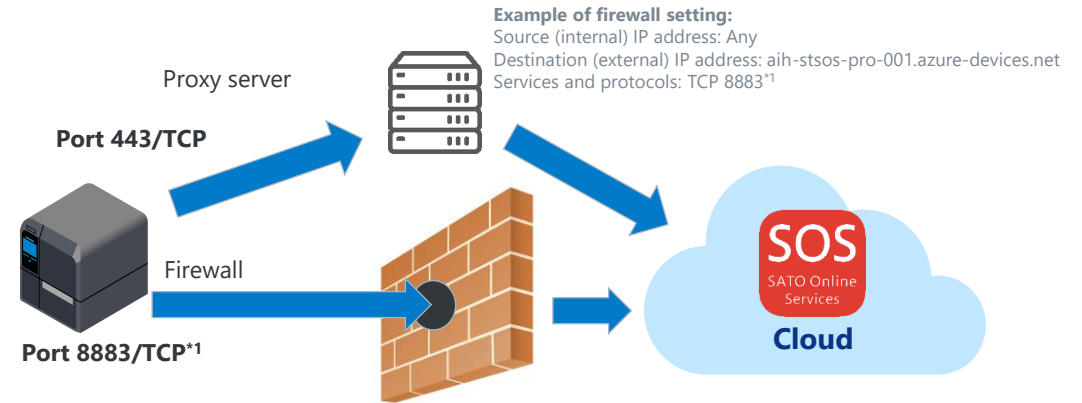 Example of firewall setting:
Source (internal) IP address: Any
Destination (external) IP address: aih-stsos-pro-001.azure-devices.net
Services and protocols: TCP 8883*1
Proxy server
Port 443/TCP
Firewall
Port 8883/TCP*1
SOS
SATO Online
Services
Cloud